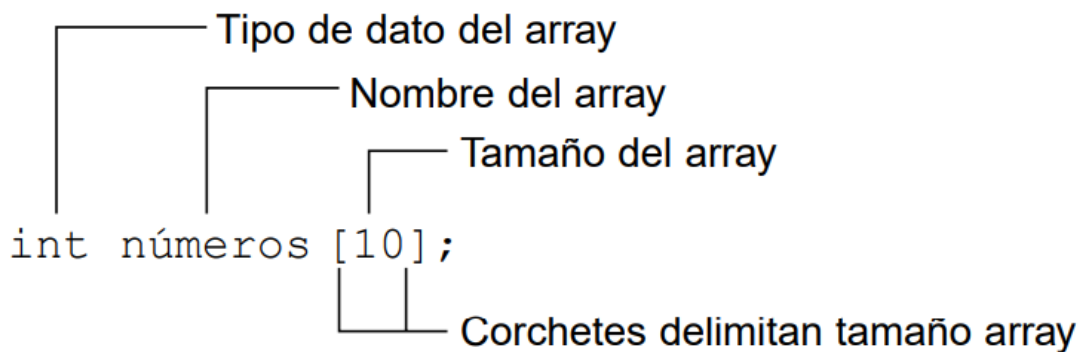 Tipo de dato del array
Nombre del array
Tamaño del array
int números [10];
Corchetes delimitan tamaño array